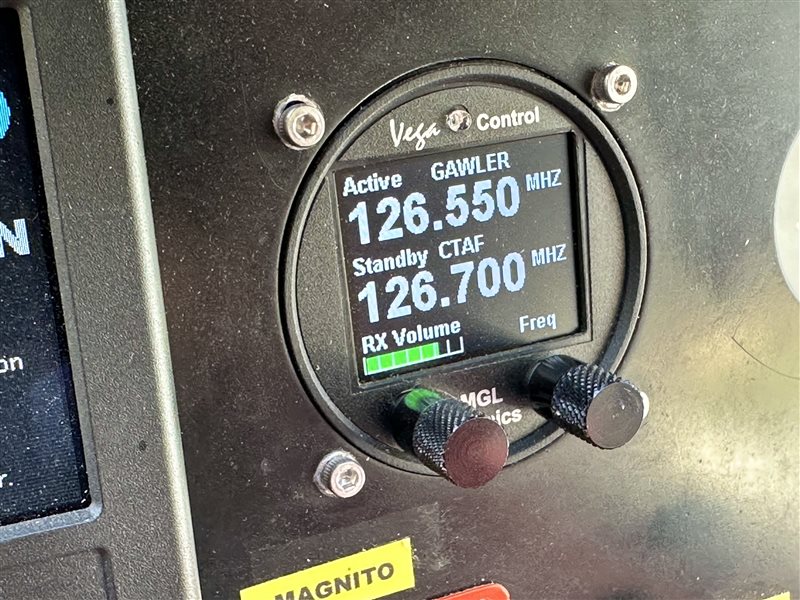 Vega Control
Active GAWLER
126.550 MHZ
Standby CTAF
126.700 MHZ
RX Volume Freq
MGL
MAGNITO